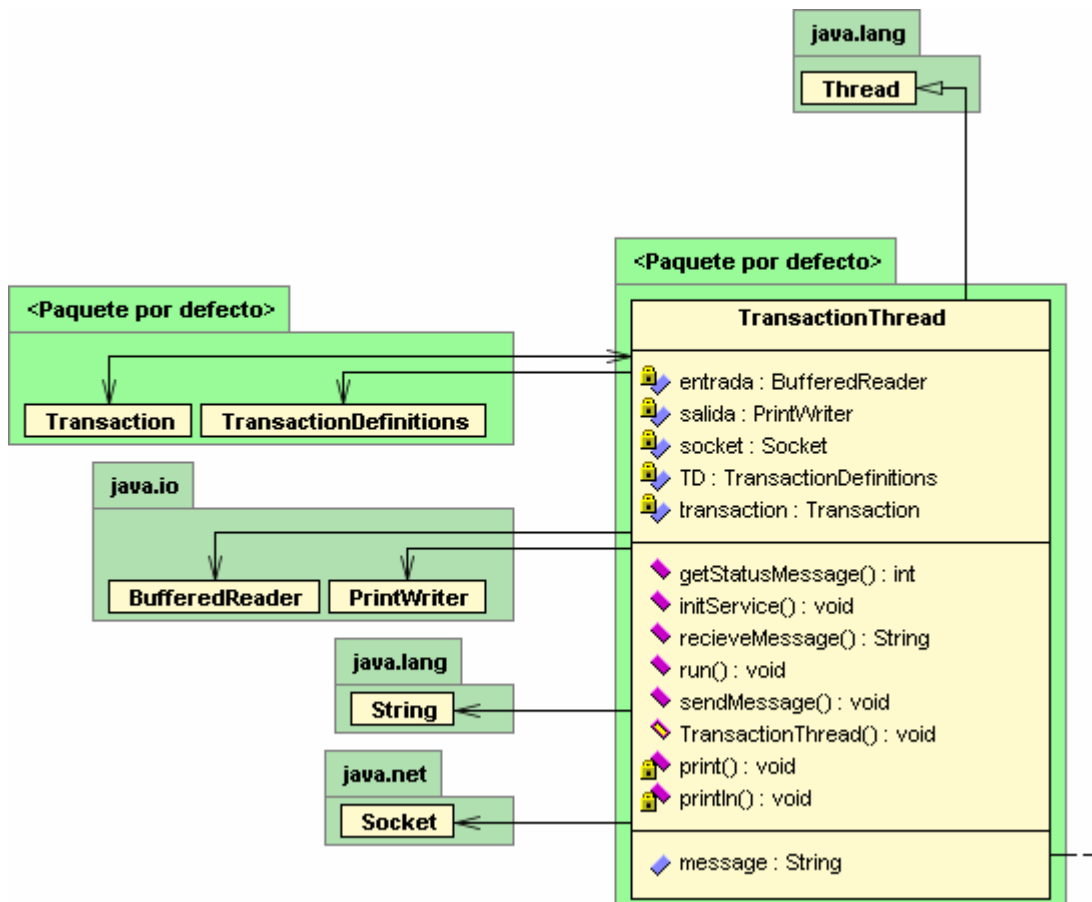 java.lang
Thread
<Paquete por defecto>
TransactionThread
entrada : BufferedReader
salida : PrintWriter
socket : Socket
TD : TransactionDefinitions
transaction : Transaction
getStatusMessage() : int
initService() : void
recieveMessage() : String
run() : void
sendMessage() : void
TransactionThread() : void
print() : void
println() : void
message : String
<Paquete por defecto>
Transaction
TransactionDefinitions
java.io
BufferedReader
PrintWriter
java.lang
String
java.net
Socket